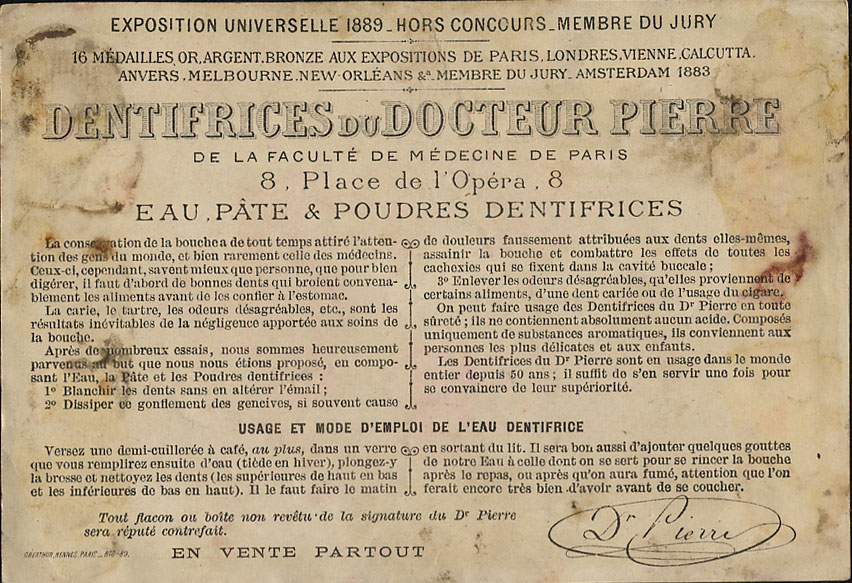 EXPOSITION UNIVERSELLE 1889_HORS CONCOURS_MEMBRE DU JURY
16 MÉDAILLES, OR, ARGENT, BRONZE AUX EXPOSITIONS DE PARIS, LONDRES, VIENNE, CALCUTTA,
ANVERS, MELBOURNE, NEW-ORLÉANS &a. MEMBRE DU JURY_AMSTERDAM 1883
DENTIFRICES DU DOCTEUR PIERRE
DE LA FACULTÉ DE MÉDECINE DE PARIS
8, Place de l'Opéra, 8
EAU, PÂTE & POUDRES DENTIFRICES
La conservation de la bouche a de tout temps attiré l'atten-
tion des gens du monde, et bien rarement celle des médecins.
Ceux-ci, cependant, savent mieux que personne, que pour bien
digérer, il faut d'abord de bonnes dents qui broient convena-
blement les aliments avant de les confier à l'estomac.
La carie, le tartre, les odeurs désagréables, etc., sont les
résultats inévitables de la négligence apportée aux soins de
la bouche.
Après de nombreux essais, nous sommes heureusement
parvenus au but que nous nous étions proposé, en compo-
sant l'Eau, la Pâte et les Poudres dentifrices :
1º Blanchir les dents sans en altérer l'émail ;
2º Dissiper ce gonflement des gencives, si souvent cause
de douleurs faussement attribuées aux dents elles-mêmes,
assainir la bouche et combattre les effets de toutes les
cachexies qui se fixent dans la cavité buccale ;
3º Enlever les odeurs désagréables, qu'elles proviennent de
certains aliments, d'une dent cariée ou de l'usage du cigare.
On peut faire usage des Dentifrices du Dr Pierre en toute
sûreté ; ils ne contiennent absolument aucun acide. Composés
uniquement de substances aromatiques, ils conviennent aux
personnes les plus délicates et aux enfants.
Les Dentifrices du Dr Pierre sont en usage dans le monde
entier depuis 50 ans ; il suffit de s'en servir une fois pour
se convaincre de leur supériorité.
USAGE ET MODE D'EMPLOI DE L'EAU DENTIFRICE
Versez une demi-cuillerée à café, au plus, dans un verre
que vous remplirez ensuite d'eau (tiède en hiver), plongez-y
la brosse et nettoyez les dents (les supérieures de haut en bas
et les inférieures de bas en haut). Il le faut faire le matin
en sortant du lit. Il sera bon aussi d'ajouter quelques gouttes
de notre Eau à celle dont on se sert pour se rincer la bouche
après le repas, ou après qu'on aura fumé, attention que l'on
ferait encore très bien d'avoir avant de se coucher.
Tout flacon ou boîte non revêtu de la signature du Dr Pierre
sera réputé contrefait.
Dr Pierre
OBERTHUR, RENNES, PARIS_ 878-89.
EN VENTE PARTOUT